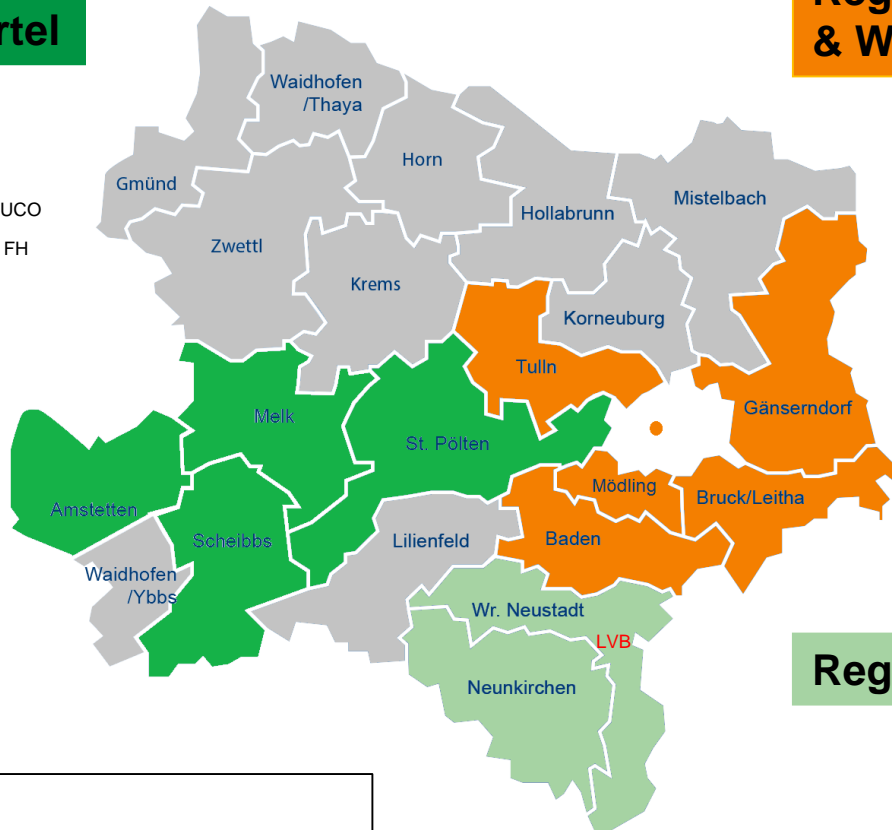 rtel
Reg
& W
UCO
FH
Waidhofen
/Thaya
Horn
Gmünd
Hollabrunn
Mistelbach
Zwettl
Krems
Korneuburg
Tulln
Melk
Gänserndorf
St. Pölten
Mödling
Bruck/Leitha
Amstetten
Scheibbs
Lilienfeld
Baden
Waidhofen
/Ybbs
Wr. Neustadt
LVB
Reg
Neunkirchen